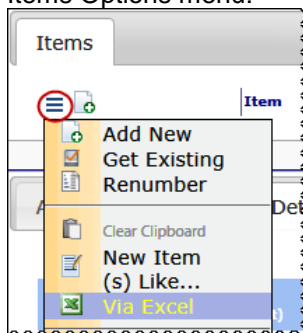 Items Options menu.
Items
Item
Add New
Get Existing
Renumber
Clear Clipboard
New Item
(s) Like...
Via Excel